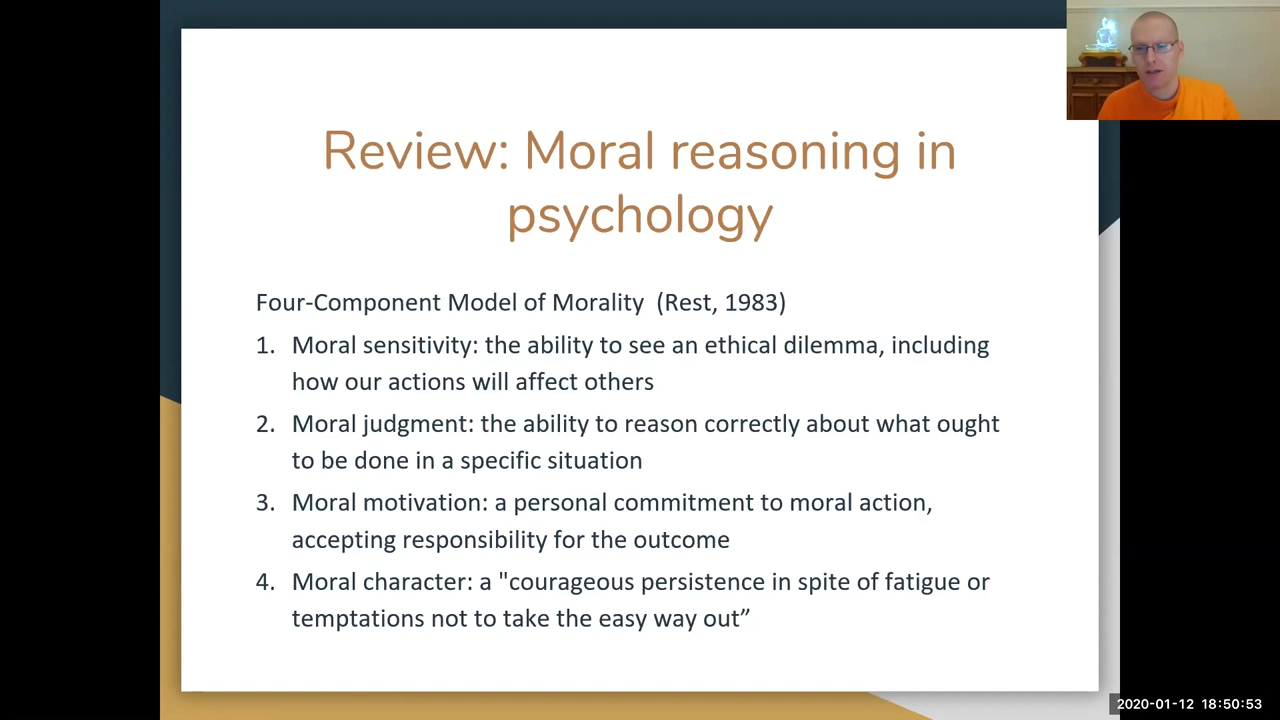 Review: Moral reasoning in
psychology
Four-Component Model of Morality  (Rest, 1983)
1. Moral sensitivity: the ability to see an ethical dilemma, including
how our actions will affect others
2. Moral judgment: the ability to reason correctly about what ought
to be done in a specific situation
3. Moral motivation: a personal commitment to moral action,
accepting responsibility for the outcome
4. Moral character: a "courageous persistence in spite of fatigue or
temptations not to take the easy way out”
2020-01-12 18:50:53